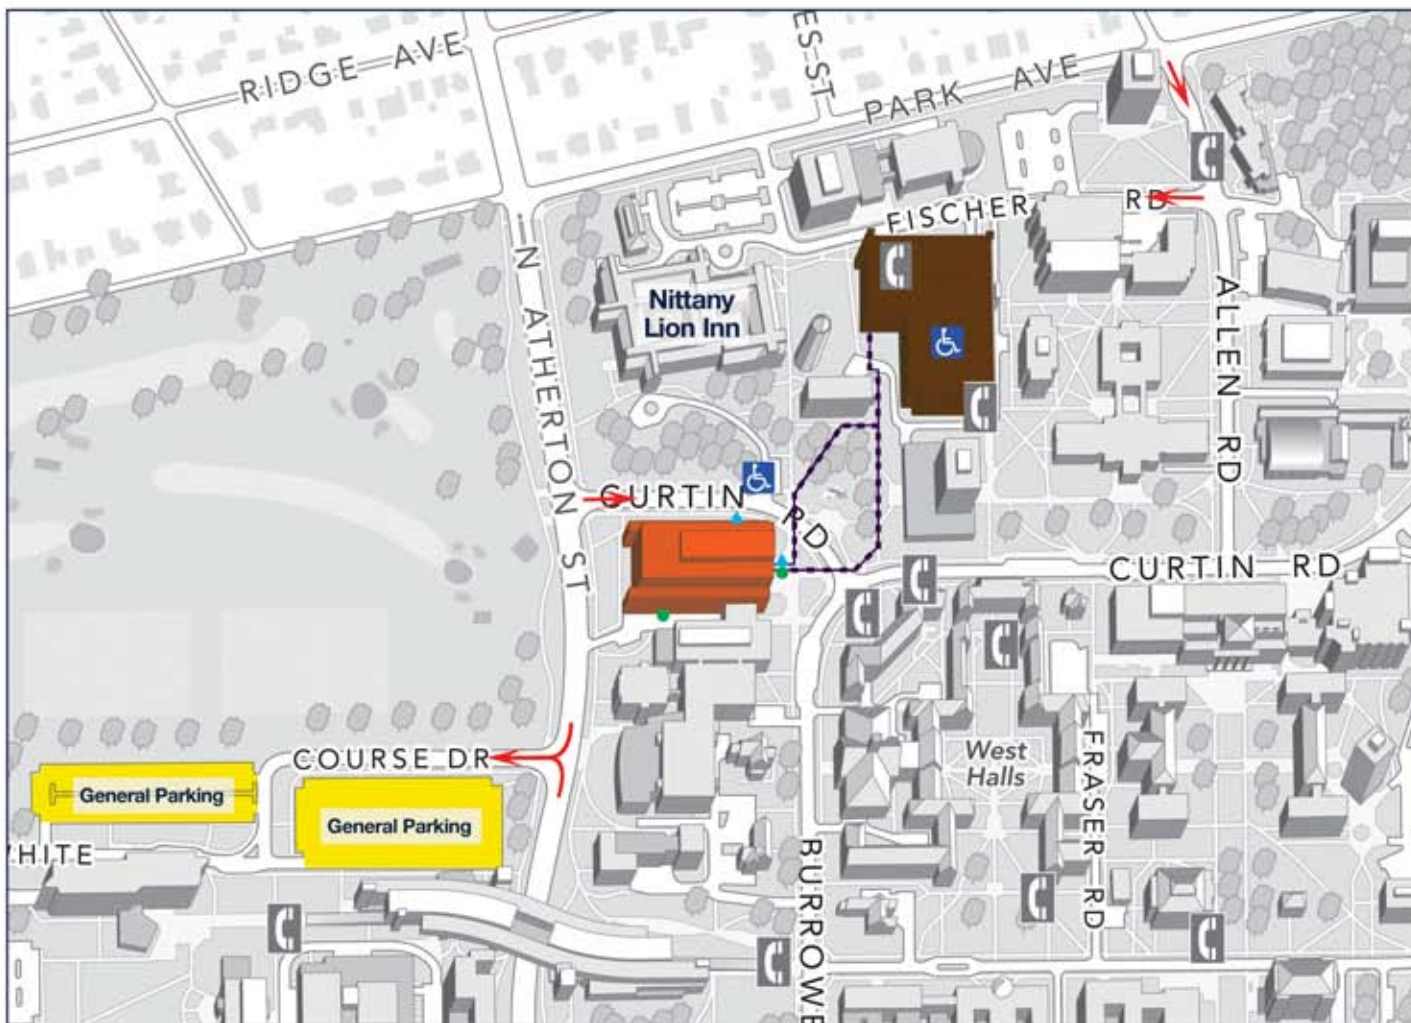 ES ST
RIDGE AVE
PARK AVE
FISCHER RD
N ATHERTON ST
Nittany
Lion Inn
ALLEN RD
CURTIN RD
CURTIN RD
West
Halls
COURSE DR
FRASER RD
General Parking
General Parking
HITE
BURROWE